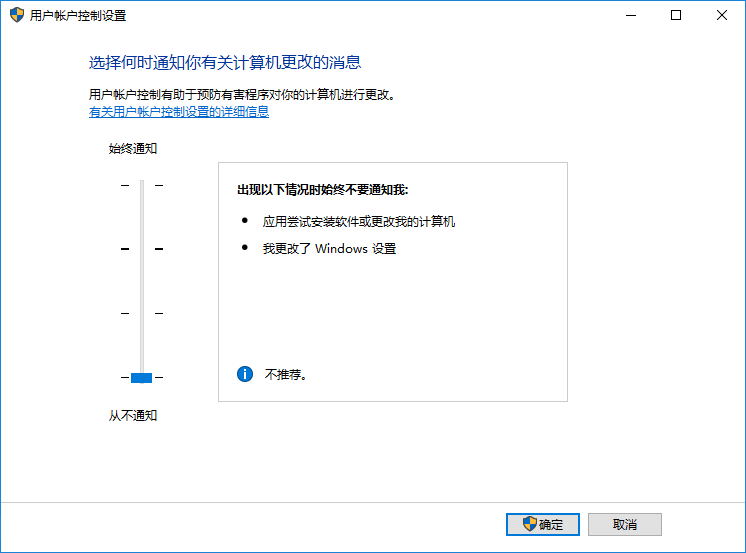 用户帐户控制设置
选择何时通知你有关计算机更改的消息
用户帐户控制有助于预防有害程序对你的计算机进行更改。
有关用户帐户控制设置的详细信息
始终通知
出现以下情况时始终不要通知我:
• 应用尝试安装软件或更改我的计算机
• 我更改了 Windows 设置
不推荐。
从不通知
确定
取消